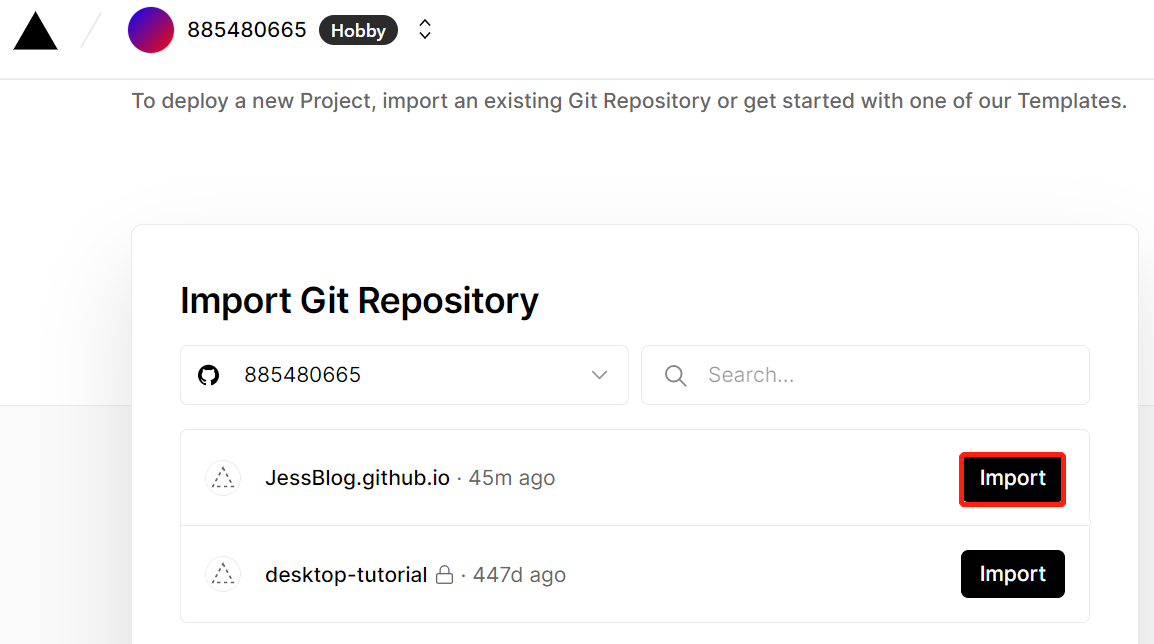 885480665 Hobby
To deploy a new Project, import an existing Git Repository or get started with one of our Templates.
Import Git Repository
885480665 Search...
JessBlog.github.io · 45m ago Import
desktop-tutorial · 447d ago Import